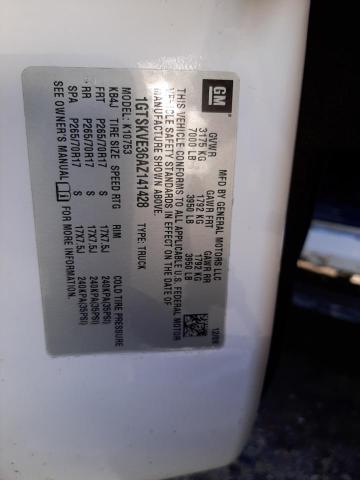 GM
MFD BY GENERAL MOTORS LLC
12/09
GVWR GAWR FRT GAWR RR
3175 KG 1792 KG 1792 KG
7000 LB 3950 LB 3950 LB
THIS VEHICLE CONFORMS TO ALL APPLICABLE U.S. FEDERAL MOTOR
VEHICLE SAFETY STANDARDS IN EFFECT ON THE DATE OF
MANUFACTURE SHOWN ABOVE.
1GTSKVE36AZ141428 TYPE: TRUCK
MODEL: K10753
KB4J TIRE SIZE SPEED RTG RIM COLD TIRE PRESSURE
FRT P265/70R17 S 17X7.5J 240KPA(35PSI)
RR P265/70R17 S 17X7.5J 240KPA(35PSI)
SPA P265/70R17 S 17X7.5J 240KPA(35PSI)
SEE OWNER'S MANUAL